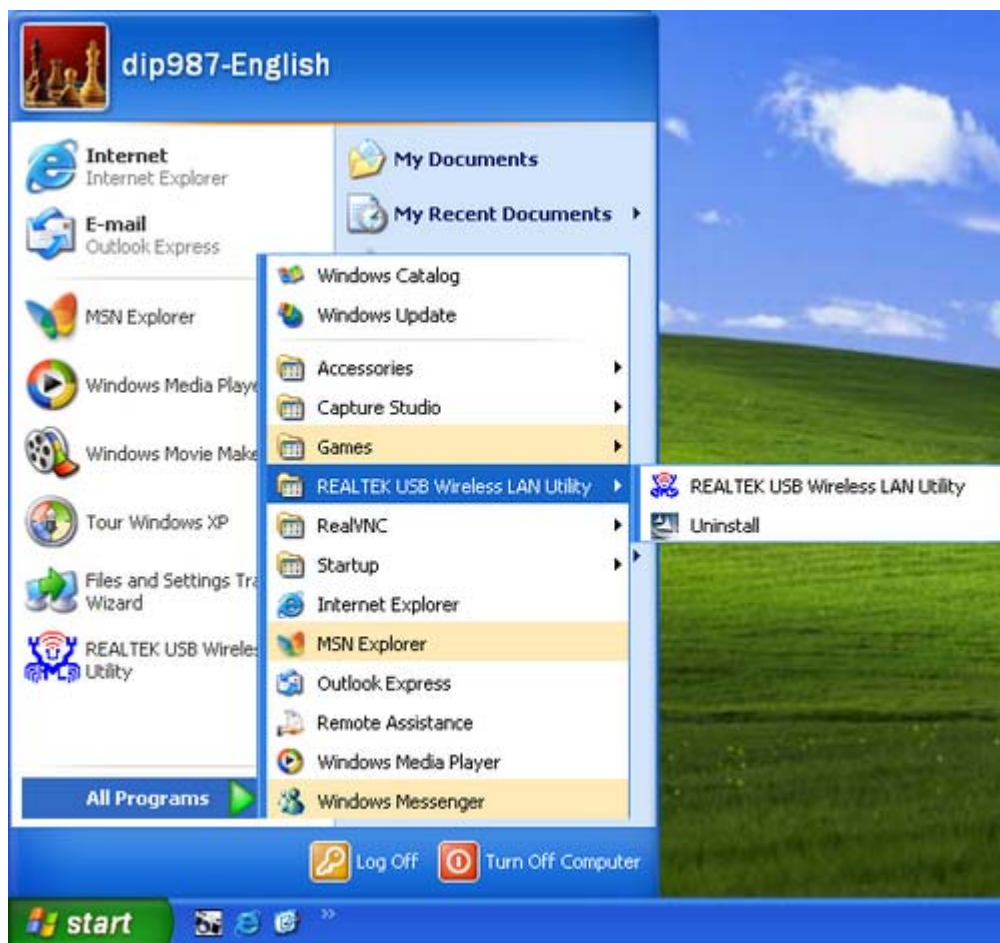 dip987-English
Internet
Internet Explorer
E-mail
Outlook Express
MSN Explorer
Windows Media Playe
Windows Movie Make
Tour Windows XP
Files and Settings Tra
Wizard
REALTEK USB Wireles
Utility
All Programs
My Documents
My Recent Documents
Windows Catalog
Windows Update
Accessories
Capture Studio
Games
REALTEK USB Wireless LAN Utility
RealVNC
Startup
Internet Explorer
MSN Explorer
Outlook Express
Remote Assistance
Windows Media Player
Windows Messenger
REALTEK USB Wireless LAN Utility
Uninstall
Log Off
Turn Off Computer
start